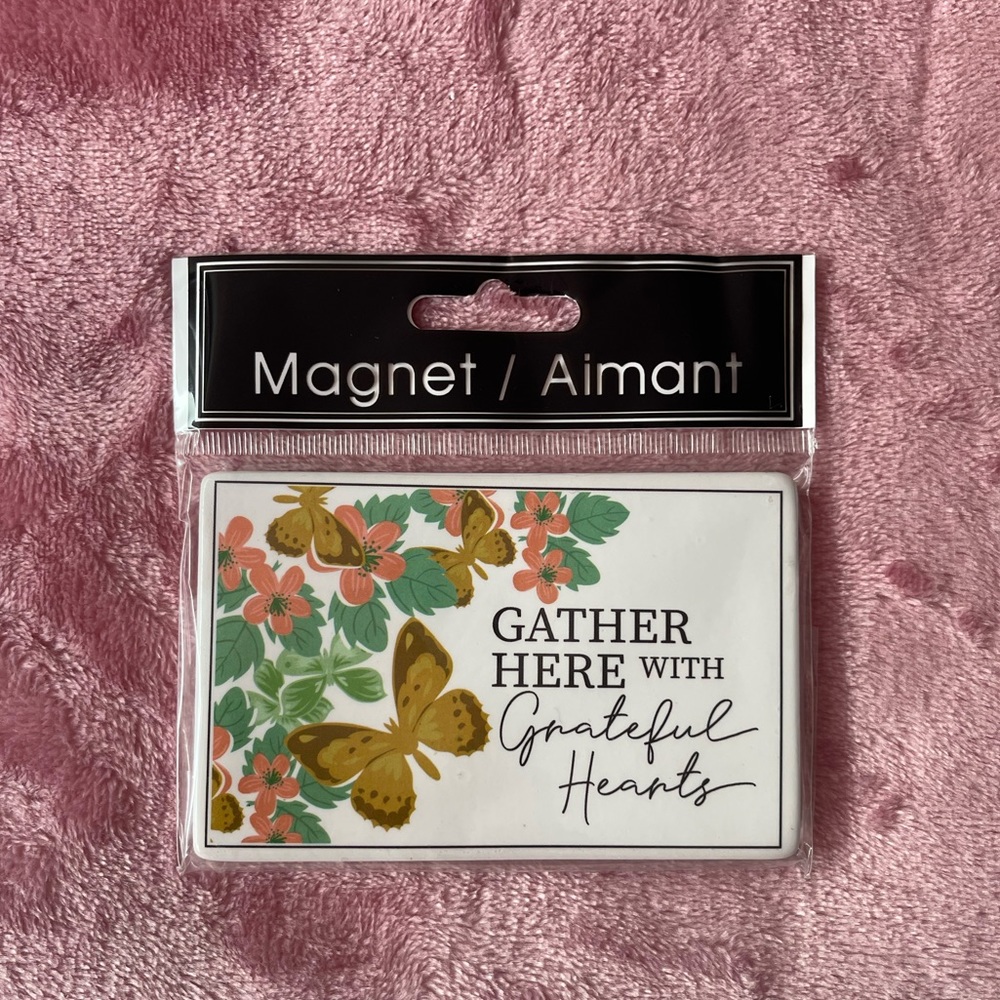 Magnet / Aimant
GATHER
HERE WITH
Grateful
Hearts